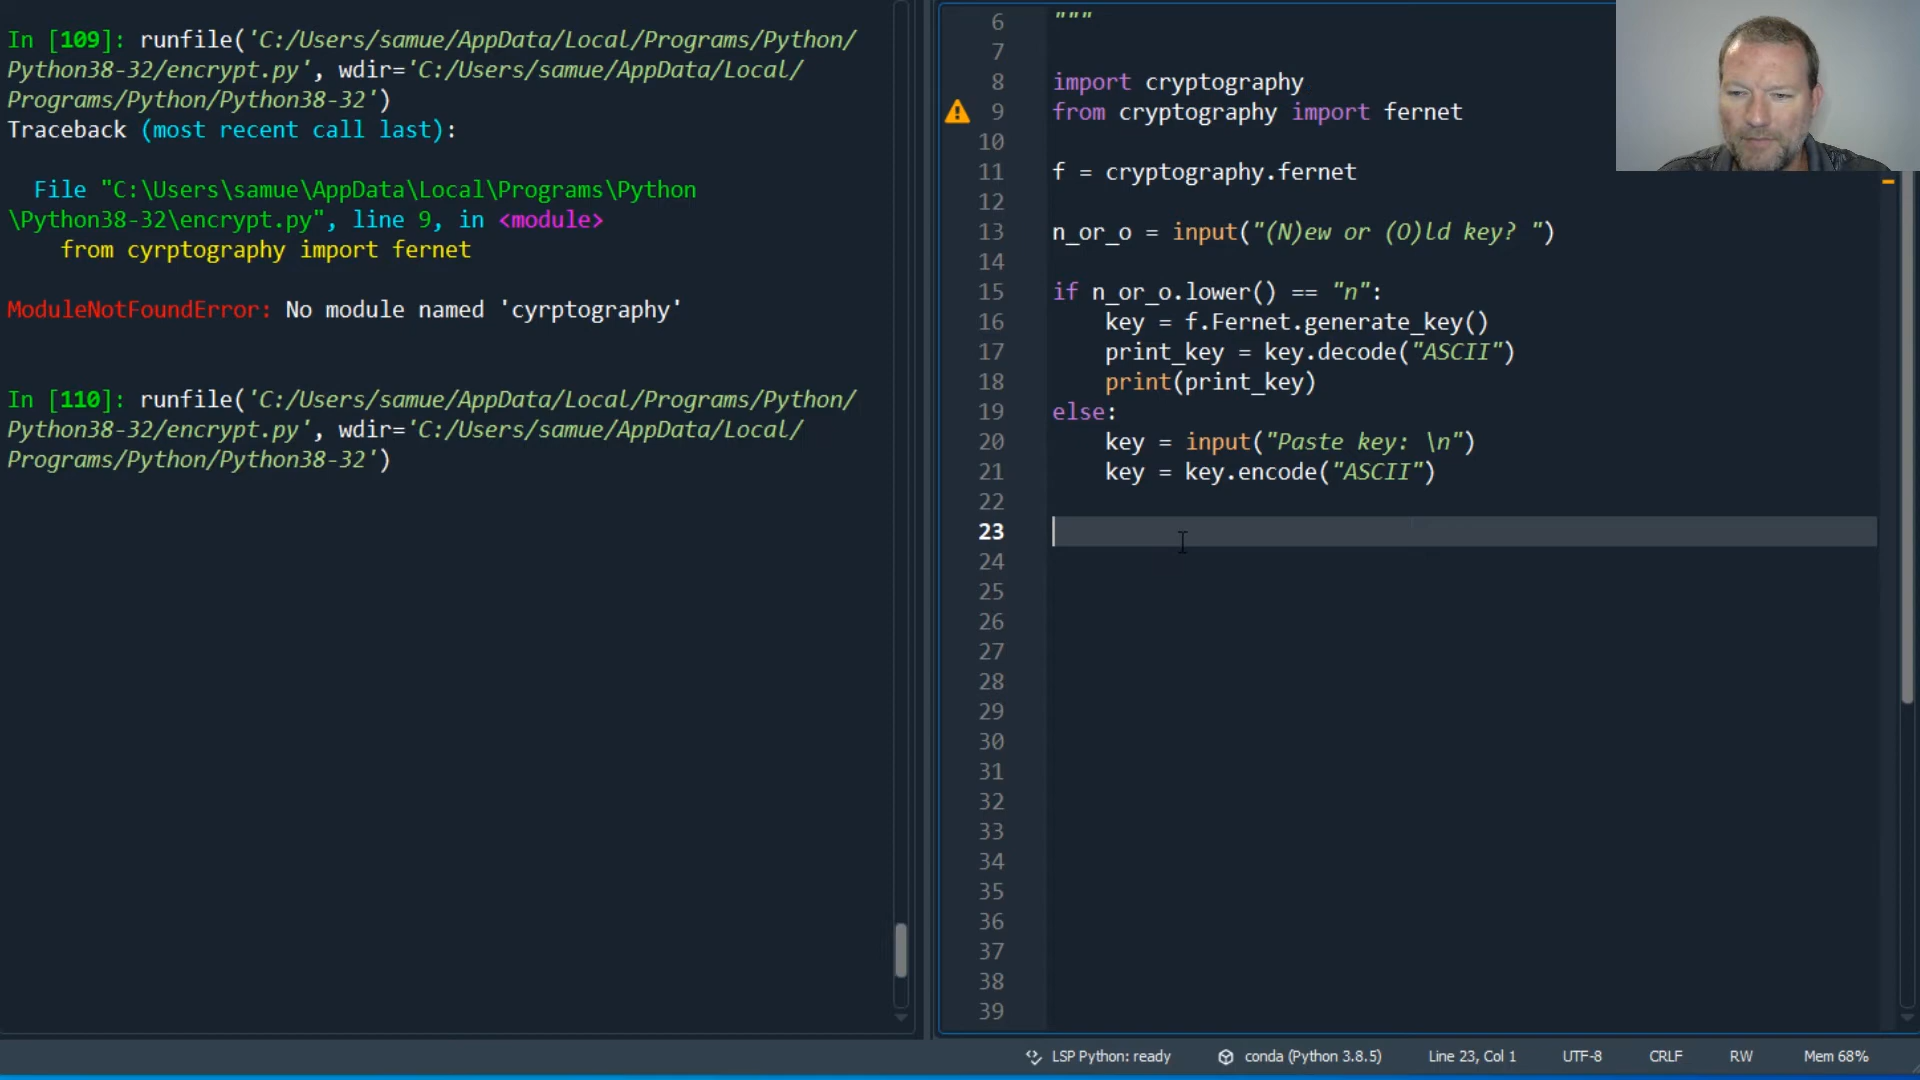 In [109]: runfile('C:/Users/samue/AppData/Local/Programs/Python/
Python38-32/encrypt.py', wdir='C:/Users/samue/AppData/Local/
Programs/Python/Python38-32')
Traceback (most recent call last):
File "C:\Users\samue\AppData\Local\Programs\Python
\Python38-32\encrypt.py", line 9, in <module>
from cyrptography import fernet
ModuleNotFoundError: No module named 'cyrptography'
In [110]: runfile('C:/Users/samue/AppData/Local/Programs/Python/
Python38-32/encrypt.py', wdir='C:/Users/samue/AppData/Local/
Programs/Python/Python38-32')
6 """
7
8 import cryptography
9 from cryptography import fernet
10
11 f = cryptography.fernet
12
13 n_or_o = input("(N)ew or (O)ld key? ")
14
15 if n_or_o.lower() == "n":
16 key = f.Fernet.generate_key()
17 print_key = key.decode("ASCII")
18 print(print_key)
19 else:
20 key = input("Paste key: \n")
21 key = key.encode("ASCII")
22
23
24
25
26
27
28
29
30
31
32
33
34
35
36
37
38
39
LSP Python: ready conda (Python 3.8.5) Line 23, Col 1 UTF-8 CRLF RW Mem 68%